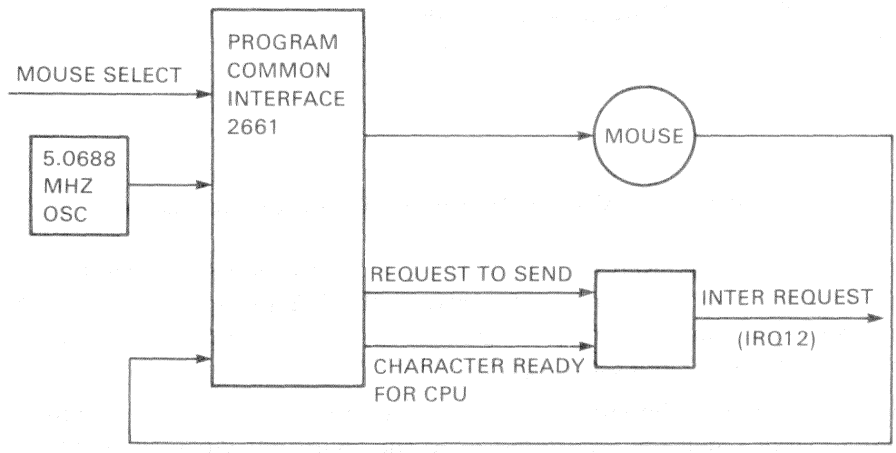 PROGRAM
COMMON
INTERFACE
2661
MOUSE SELECT
5.0688
MHZ
OSC
MOUSE
REQUEST TO SEND
INTER REQUEST
(IRQ12)
CHARACTER READY
FOR CPU